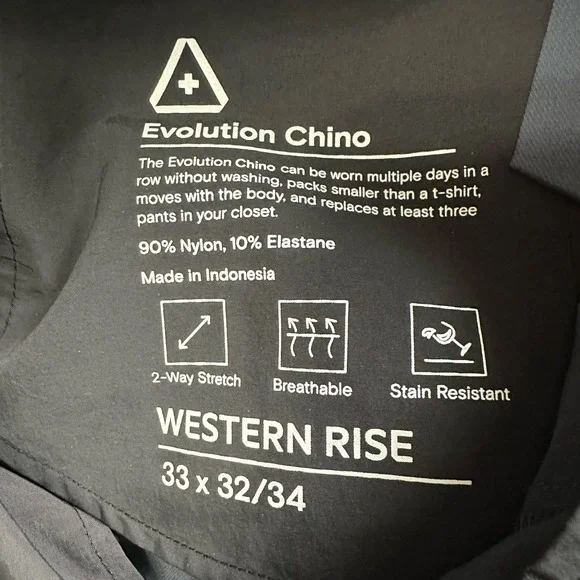 Evolution Chino
The Evolution Chino can be worn multiple days in a
row without washing, packs smaller than a t-shirt,
moves with the body, and replaces at least three
pants in your closet.
90% Nylon, 10% Elastane
Made in Indonesia
2-Way Stretch
Breathable
Stain Resistant
WESTERN RISE
33 x 32/34